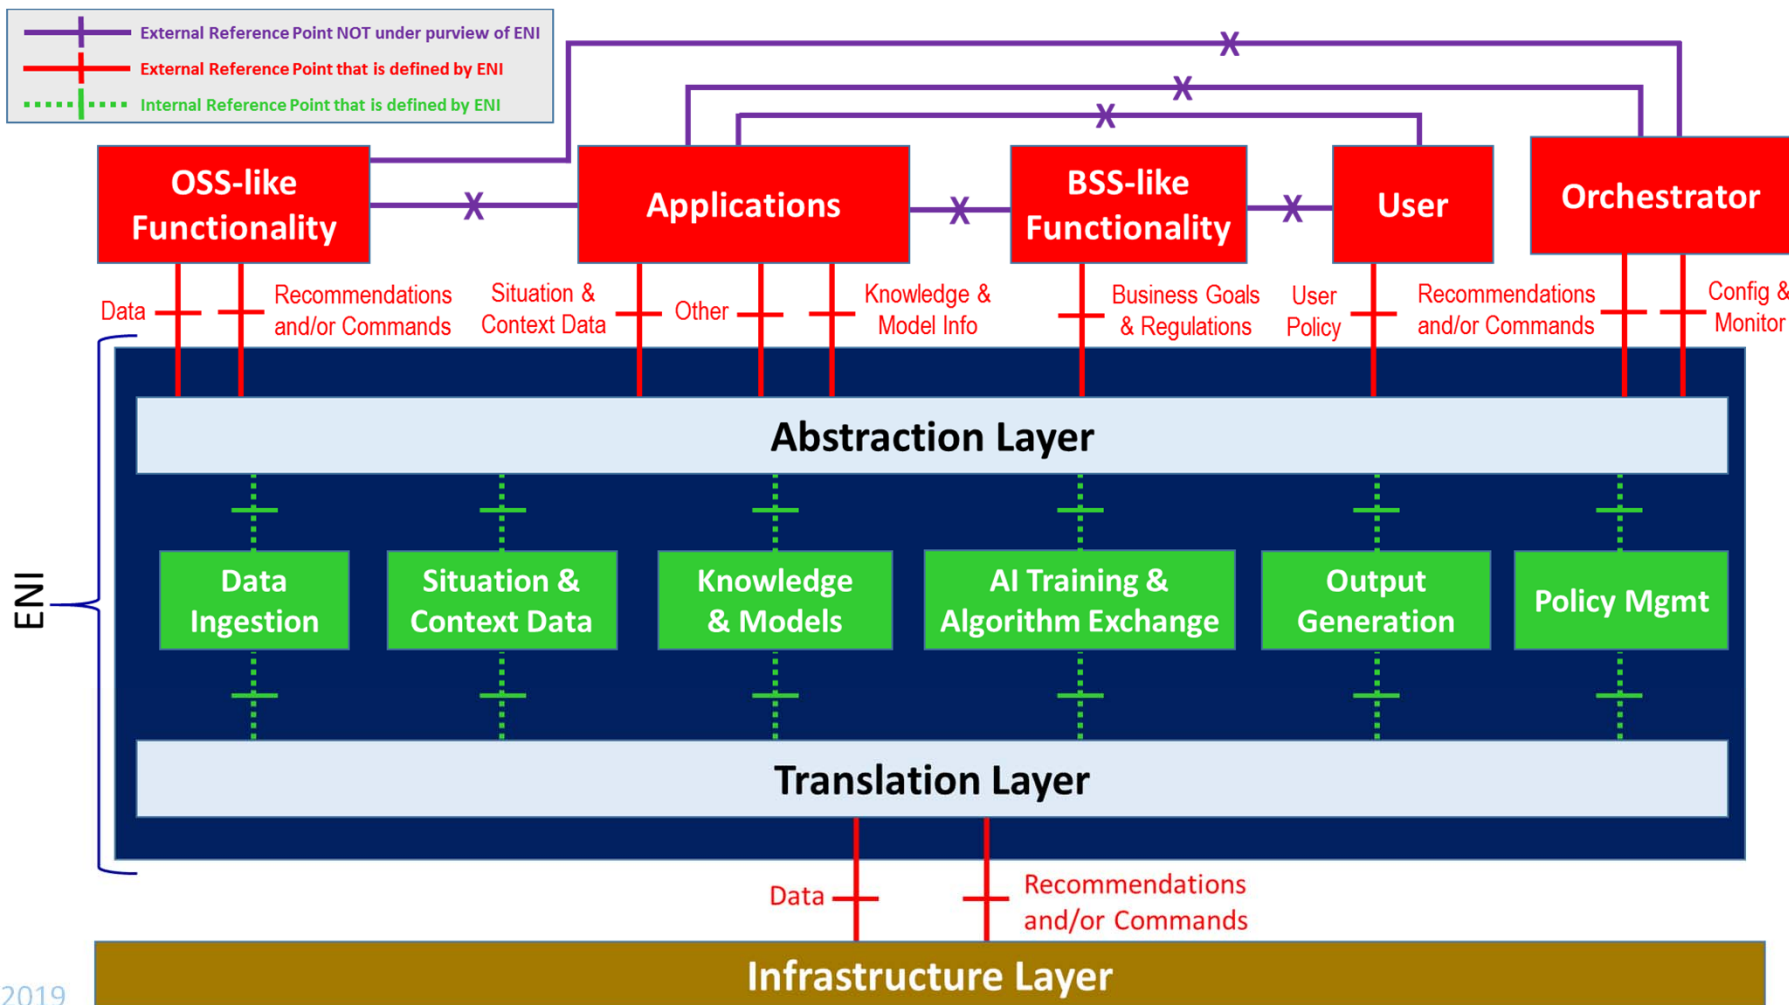 External Reference Point NOT under purview of ENI
External Reference Point that is defined by ENI
Internal Reference Point that is defined by ENI
X
X
X
OSS-like
Functionality
X
Applications
X
BSS-like
Functionality
X
User
Orchestrator
Data
Recommendations
and/or Commands
Situation &
Context Data
Other
Knowledge &
Model Info
Business Goals
& Regulations
User
Policy
Recommendations
and/or Commands
Config &
Monitor
ENI
Abstraction Layer
Data
Ingestion
Situation &
Context Data
Knowledge
& Models
AI Training &
Algorithm Exchange
Output
Generation
Policy Mgmt
Translation Layer
Data
Recommendations
and/or Commands
Infrastructure Layer
2019